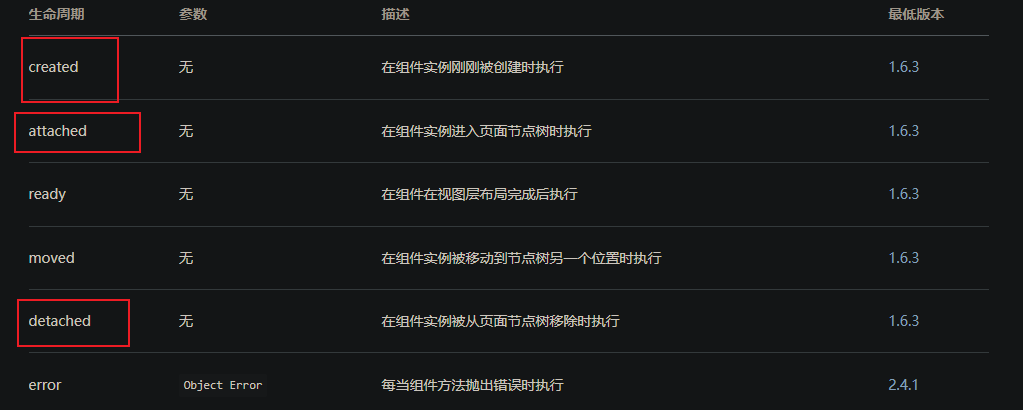 生命周期 参数 描述 最低版本
created 无 在组件实例刚刚被创建时执行 1.6.3
attached 无 在组件实例进入页面节点树时执行 1.6.3
ready 无 在组件在视图层布局完成后执行 1.6.3
moved 无 在组件实例被移动到节点树另一个位置时执行 1.6.3
detached 无 在组件实例被从页面节点树移除时执行 1.6.3
error Object Error 每当组件方法抛出错误时执行 2.4.1